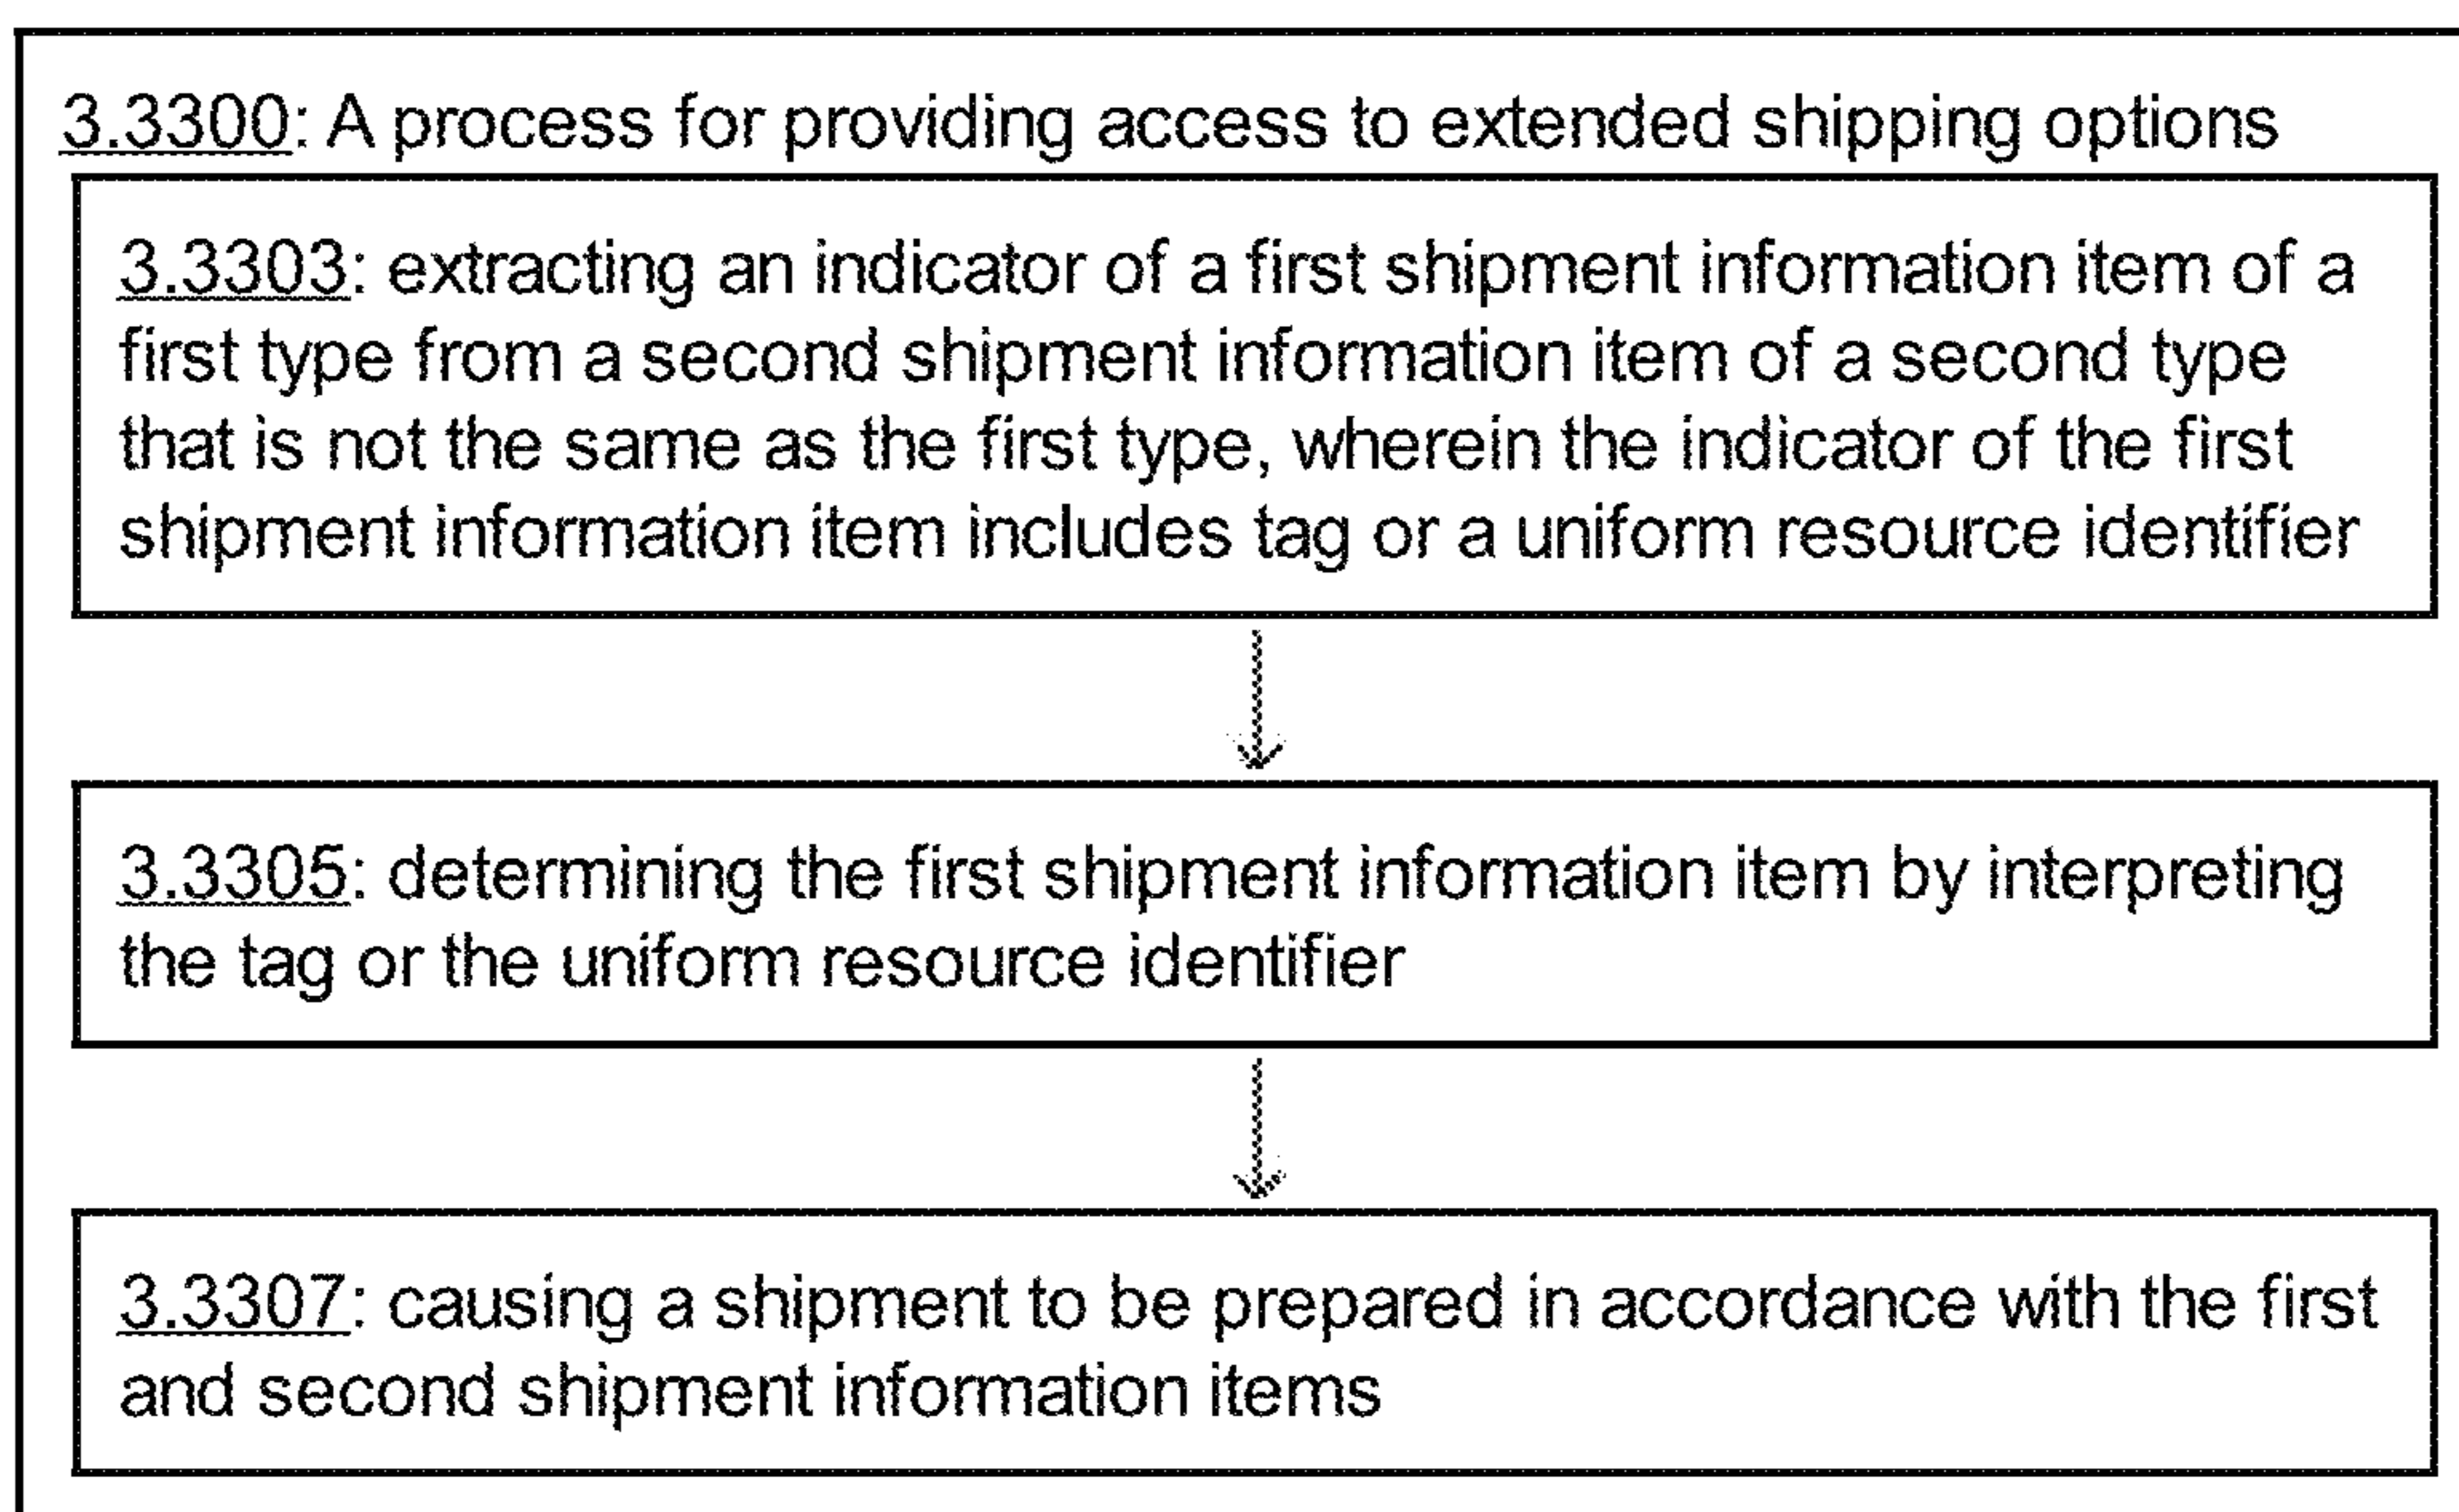 3.3300: A process for providing access to extended shipping options
3.3303: extracting an indicator of a first shipment information item of a
first type from a second shipment information item of a second type
that is not the same as the first type, wherein the indicator of the first
shipment information item includes tag or a uniform resource identifier
3.3305: determining the first shipment information item by interpreting
the tag or the uniform resource identifier
3.3307: causing a shipment to be prepared in accordance with the first
and second shipment information items